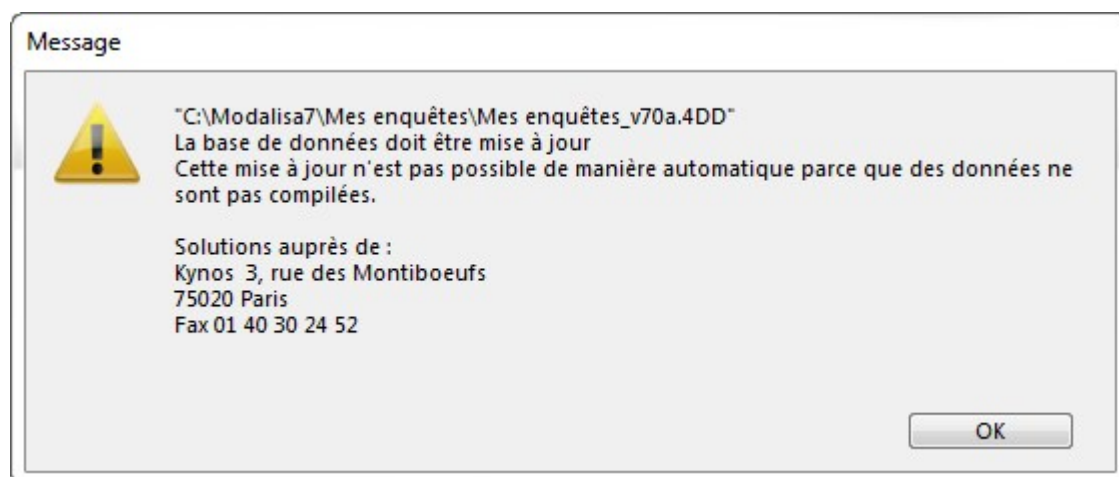 Message
"C:\Modalisa7\Mes enquêtes\Mes enquêtes_v70a.4DD"
La base de données doit être mise à jour
Cette mise à jour n'est pas possible de manière automatique parce que des données ne
sont pas compilées.
Solutions auprès de :
Kynos  3, rue des Montiboeufs
75020 Paris
Fax 01 40 30 24 52
OK